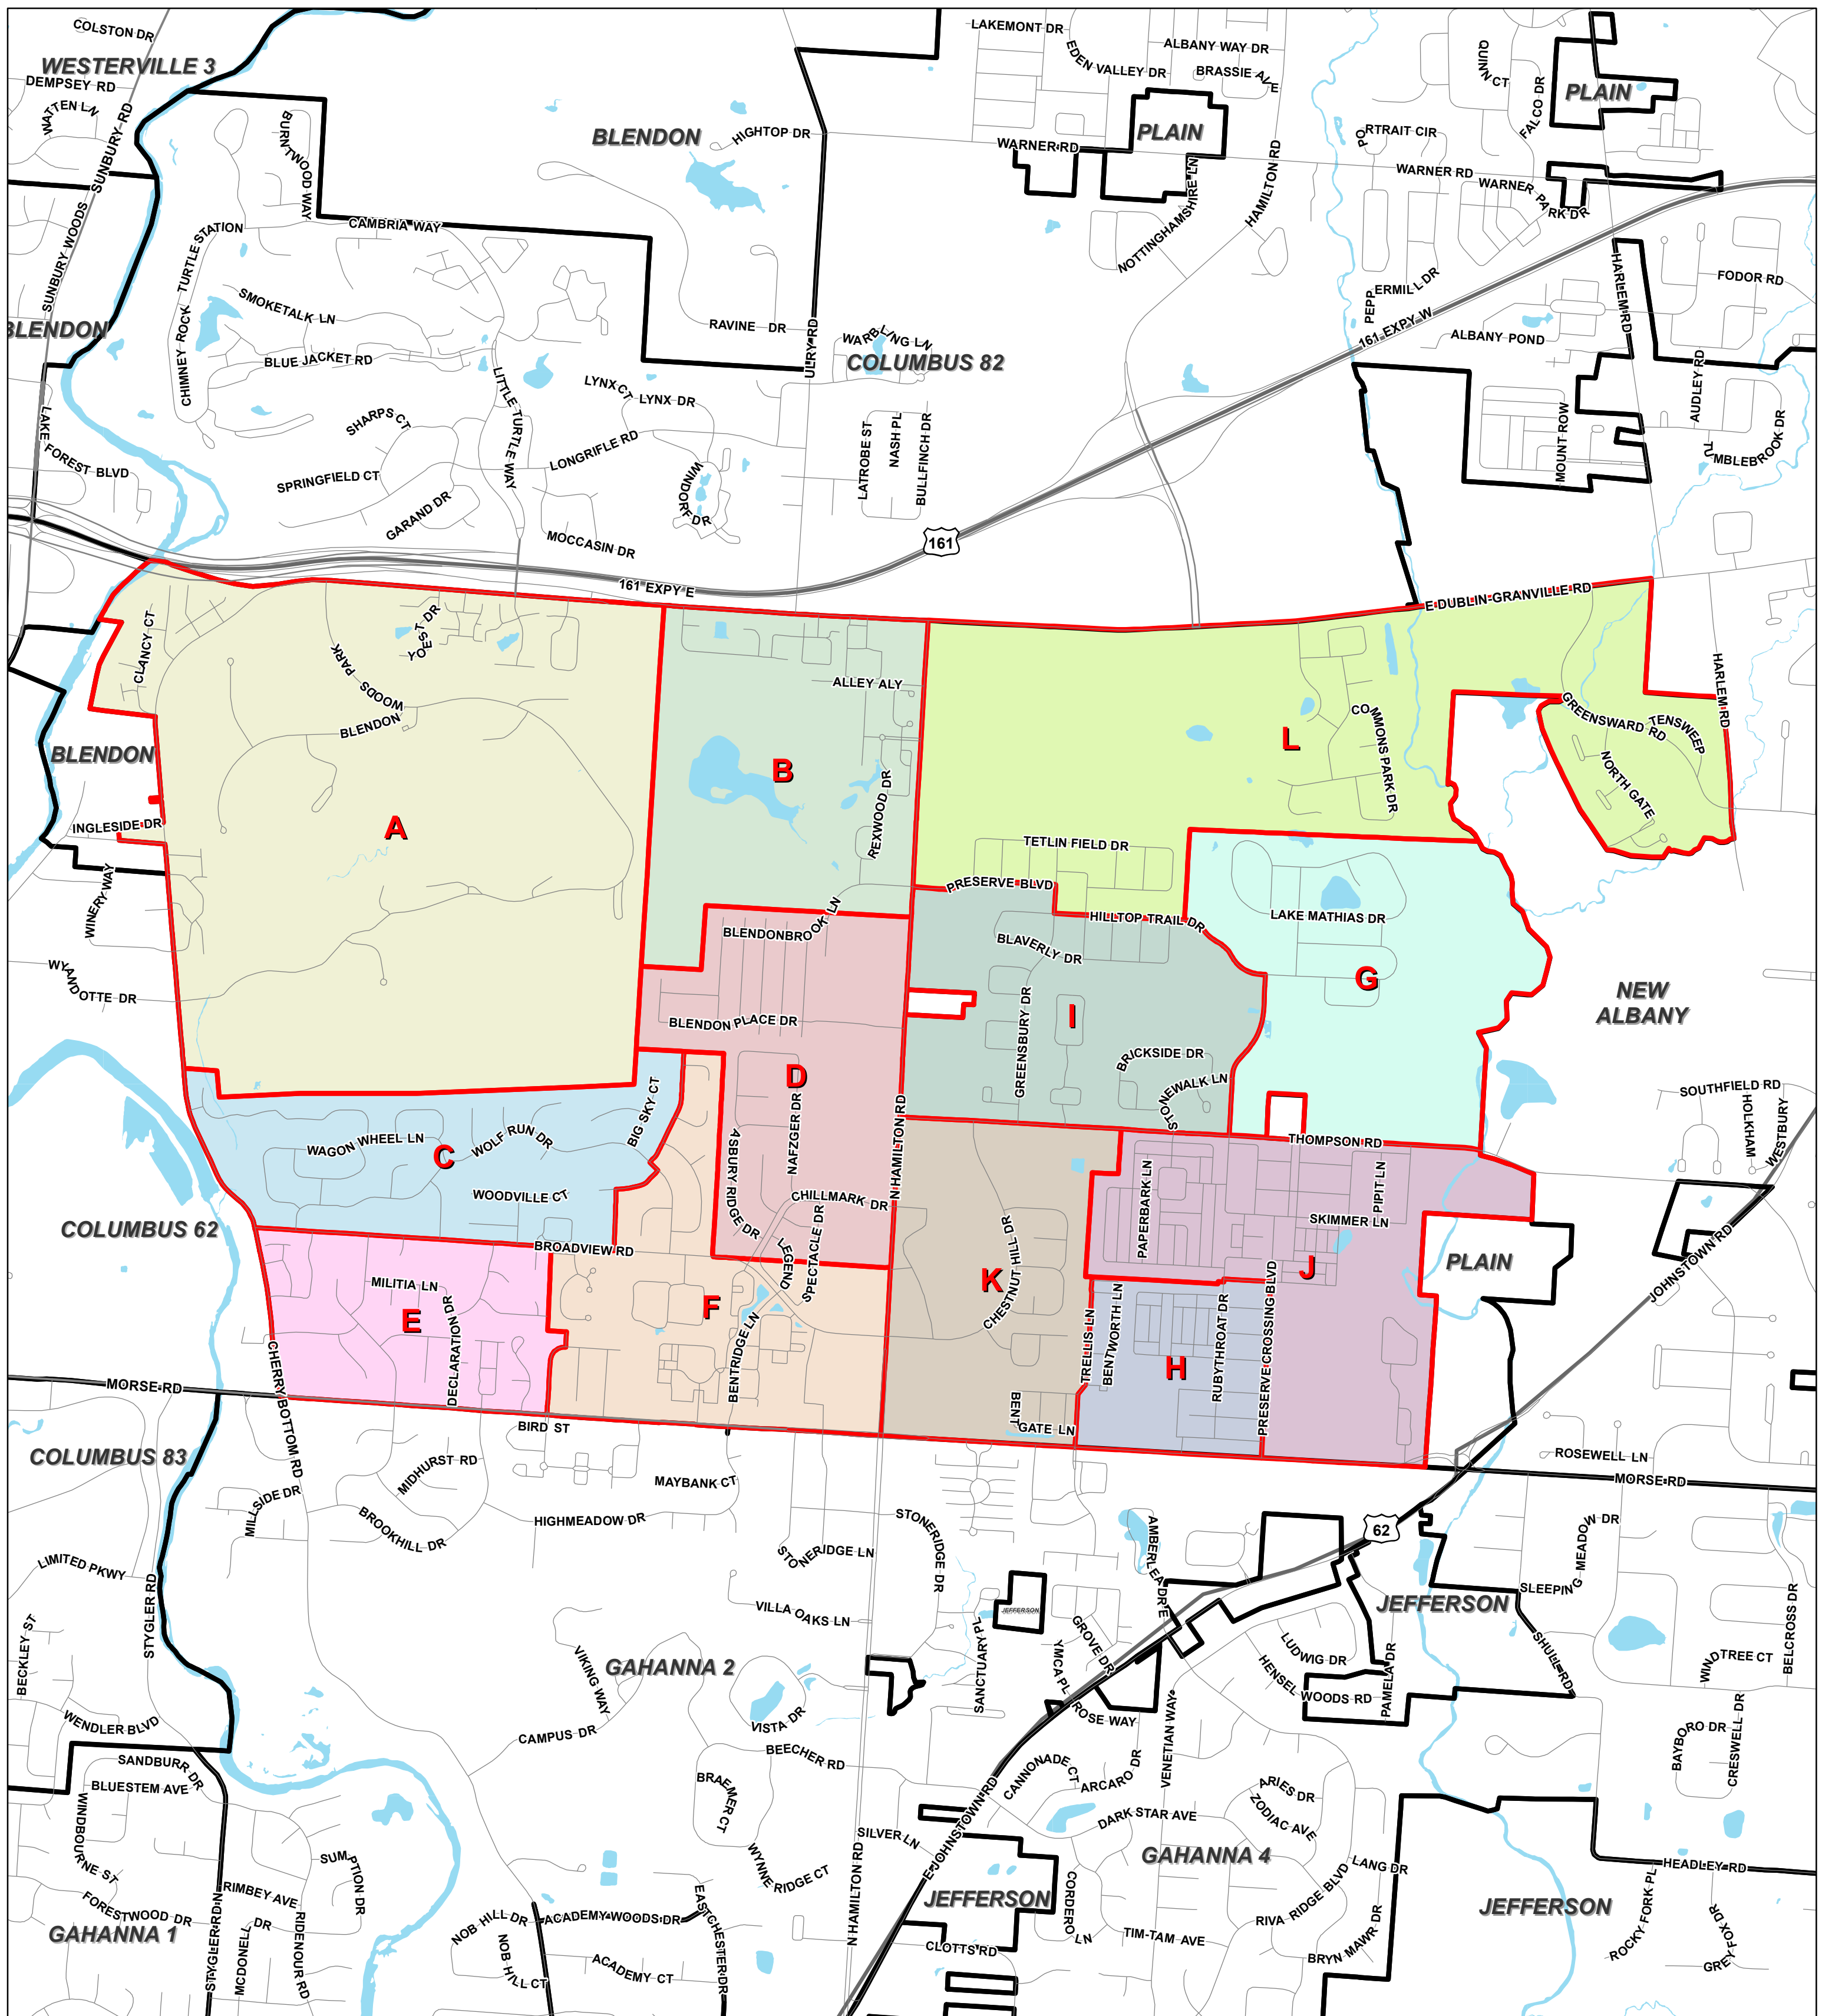 COLSTON DR
WESTERVILLE 3
DEMPSEY RD
WATTEN LN
SUNBURY RD
SUNBURY WOODS
BURNTWOOD WAY
TURTLE STATION
CAMBRIA WAY
CHIMNEY ROCK
SMOKETALK LN
BLUE JACKET RD
BLENDON
LAKE FOREST BLVD
SHARPS CT
SPRINGFIELD CT
GARAND DR
LITTLE TURTLE WAY
LONGRIFLE RD
LYNX CT
LYNX DR
WINDORF DR
MOCCASIN DR
BLENDON
HIGHTOP DR
RAVINE DR
ULRY RD
WARBLNG LN
COLUMBUS 82
LATROBE ST
NASH PL
BULLFINCH DR
161
161 EXPY E
161 EXPY W
LAKEMONT DR
EDEN VALLEY DR
ALBANY WAY DR
BRASSIE AVE
PLAIN
WARNER RD
NOTTINGHAMSHIRE LN
HAMILTON RD
QUINN CT
FALCO DR
PLAIN
PORTRAIT CIR
WARNER RD
WARNER PARK DR
PEPPERMILL DR
HARLEM RD
FODOR RD
ALBANY POND
AUDLEY RD
MOUNT ROW
TUMBLEBROOK DR
E DUBLIN GRANVILLE RD
CLANCY CT
YOEST DR
BLENDON WOODS PARK
A
BLENDON
INGLESIDE DR
WINERY WAY
WYANDOTTE DR
ALLEY ALY
B
REXWOOD DR
L
COMMONS PARK DR
GREENSWARD RD
TENSWEEP
NORTH GATE
HARLEM RD
TETLIN FIELD DR
PRESERVE BLVD
HILLTOP TRAIL DR
LAKE MATHIAS DR
G
BLENDONBROOK LN
BLENDON PLACE DR
D
BLAVERLY DR
GREENSBURY DR
I
BRICKSIDE DR
STONEWALK LN
NEW
ALBANY
WAGON WHEEL LN
WOLF RUN DR
BIG SKY CT
C
WOODVILLE CT
ASBURY RIDGE DR
NAFZGER DR
N HAMILTON RD
CHILLMARK DR
LEGEND
SPECTACLE DR
THOMPSON RD
PAPERBARK LN
PIPIT LN
SKIMMER LN
J
CHESTNUT HILL DR
K
SOUTHFIELD RD
HOLKHAM
WESTBURY
COLUMBUS 62
BROADVIEW RD
MILITIA LN
DECLARATION DR
E
F
BENTRIDGE LN
TRELLIS LN
BENTWORTH LN
RUBYTHROAT DR
PRESERVE CROSSING BLVD
H
PLAIN
JOHNSTOWN RD
MORSE RD
CHERRY BOTTOM RD
BENT GATE LN
BIRD ST
COLUMBUS 83
MIDHURST RD
MILLSIDE DR
BROOKHILL DR
HIGHMEADOW DR
MAYBANK CT
STONERIDGE LN
STONERIDGE DR
ROSEWELL LN
MORSE RD
62
AMBERLEA DR E
SLEEPING MEADOW DR
LIMITED PKWY
STYGLER RD
BECKLEY ST
WENDLER BLVD
VILLA OAKS LN
VIKING WAY
GAHANNA 2
VISTA DR
CAMPUS DR
BEECHER RD
SANCTUARY PL
JEFFERSON
YMCA PL
GROVE DR
ROSE WAY
JEFFERSON
LUDWIG DR
HENSEL WOODS RD
PAMELA DR
SHULL RD
WINDTREE CT
BELCROSS DR
BAYBORO DR
CRESWELL DR
SANDBURR DR
BLUESTEM AVE
WINDBOURNE ST
FORESTWOOD DR
GAHANNA 1
SUMPTION DR
RIMBEY AVE
RIDENOUR RD
MCDONELL DR
STYGLER RD N
BRAEMER CT
WYNNE RIDGE CT
SILVER LN
N HAMILTON RD
E JOHNSTOWN RD
CANNONADE CT
ARCARO DR
VENETIAN WAY
DARK STAR AVE
ARIES DR
ZODIAC AVE
GAHANNA 4
LANG DR
HEADLEY RD
NOB HILL DR
NOB HILL CT
ACADEMY WOODS DR
ACADEMY CT
EASTCHESTER DR
JEFFERSON
CLOTTS RD
CORDERO LN
TIM-TAM AVE
RIVA RIDGE BLVD
BRYN MAWR DR
JEFFERSON
ROCKY FORK PL
GREY FOX DR